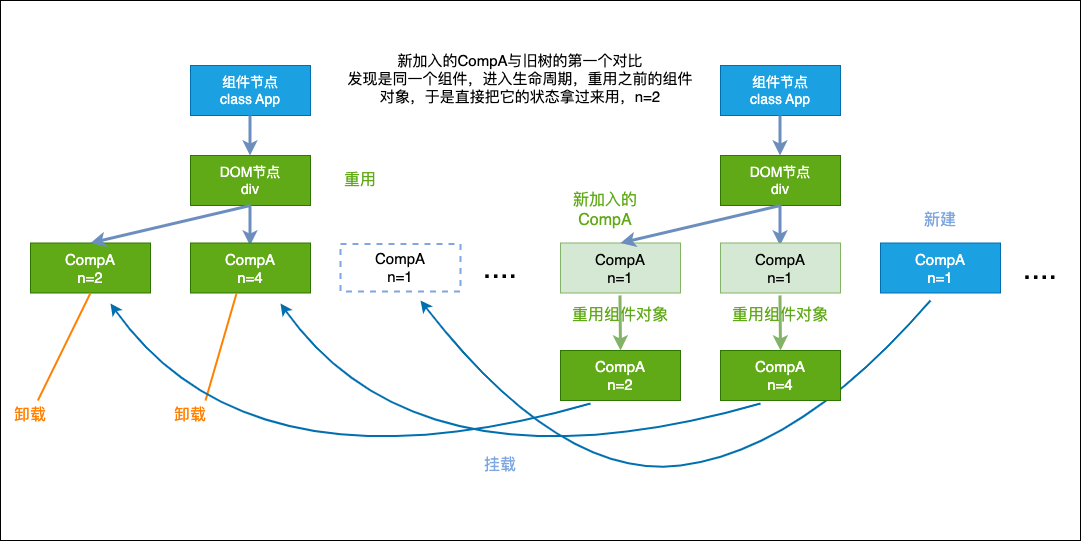 新加入的CompA与旧树的第一个对比
发现是同一个组件，进入生命周期，重用之前的组件
对象，于是直接把它的状态拿过来用，n=2
组件节点
class App
组件节点
class App
DOM节点
div
重用
DOM节点
div
新加入的
CompA
新建
CompA
n=2
CompA
n=4
CompA
n=1
....
CompA
n=1
CompA
n=1
CompA
n=1
....
重用组件对象
重用组件对象
CompA
n=2
CompA
n=4
卸载
卸载
挂载